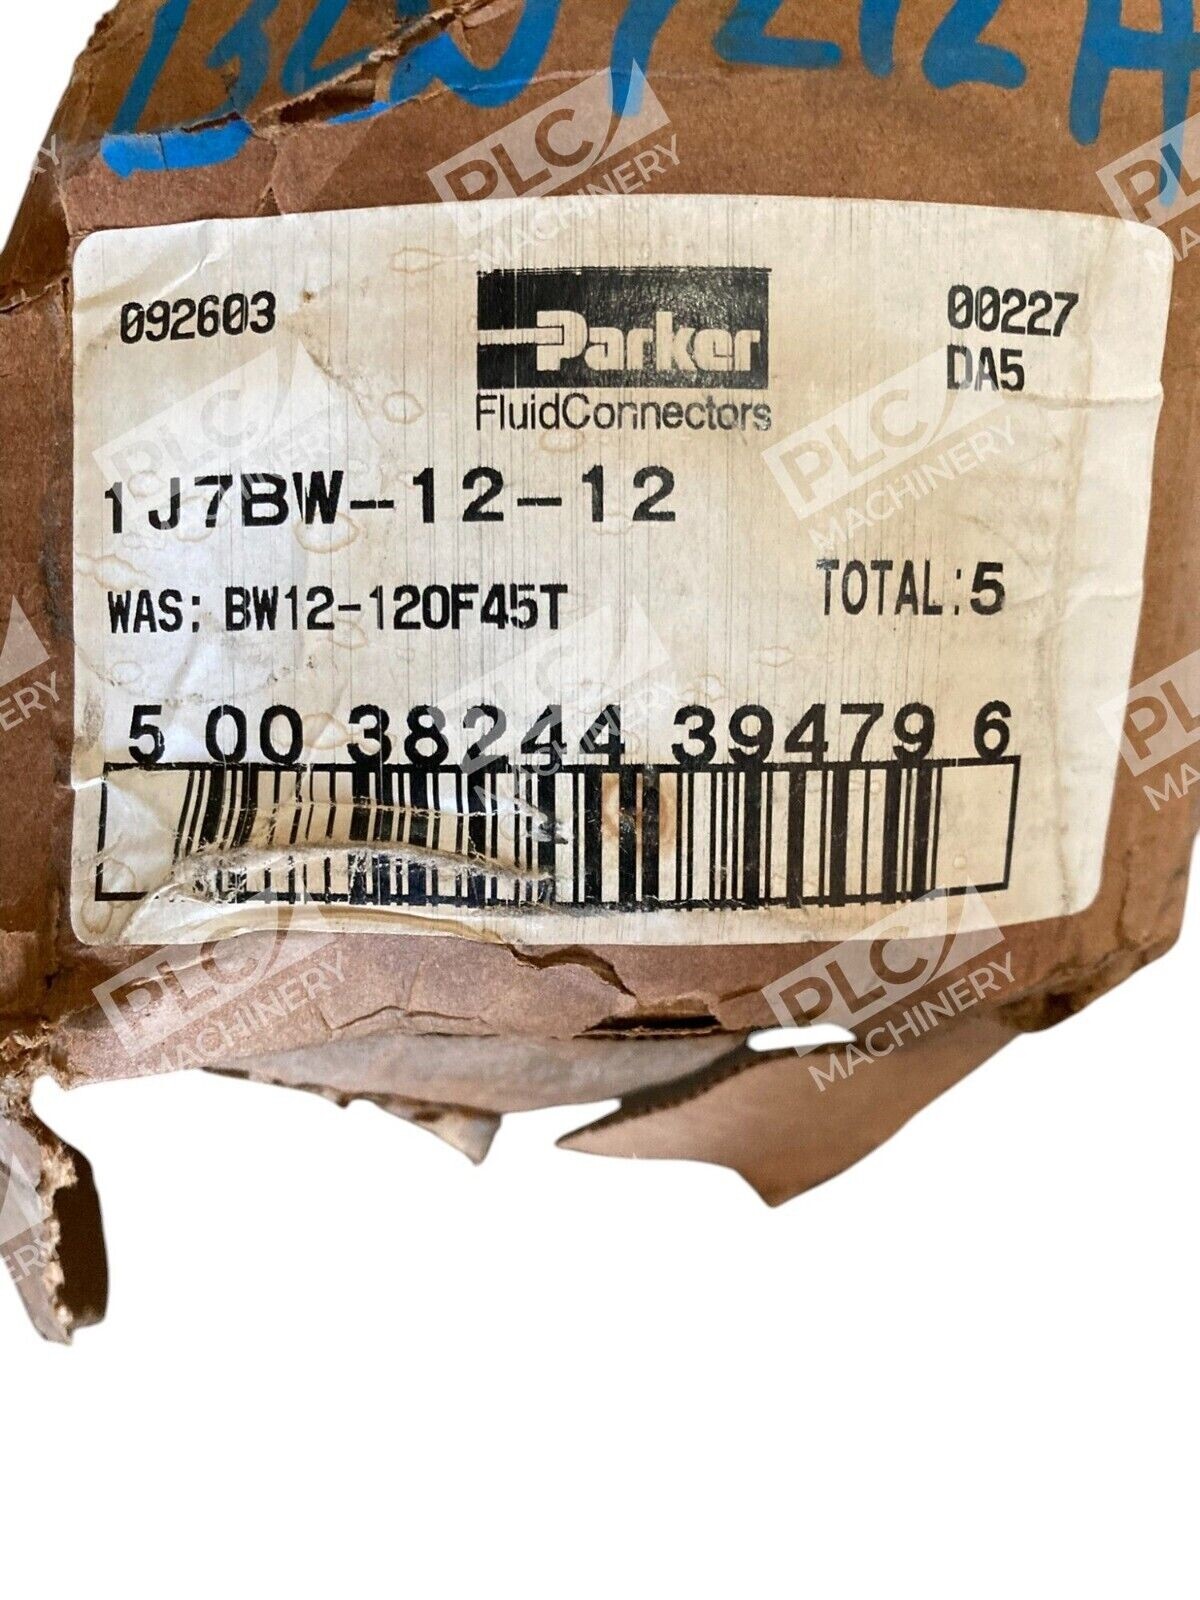 092603
Parker
FluidConnectors
00227
DA5
1J7BW-12-12
WAS: BW12-12OF45T
TOTAL:5
5 00 38244 39479 6
PLC MACHINERY